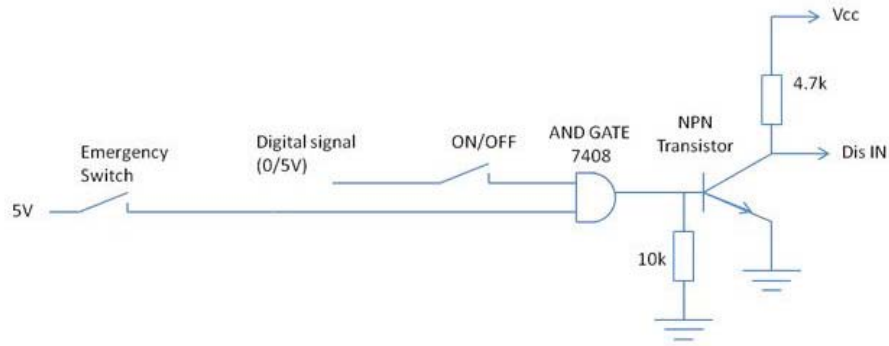 Vcc
4.7k
Digital signal
(0/5V)
ON/OFF
AND GATE
7408
NPN
Transistor
Dis IN
Emergency
Switch
5V
10k